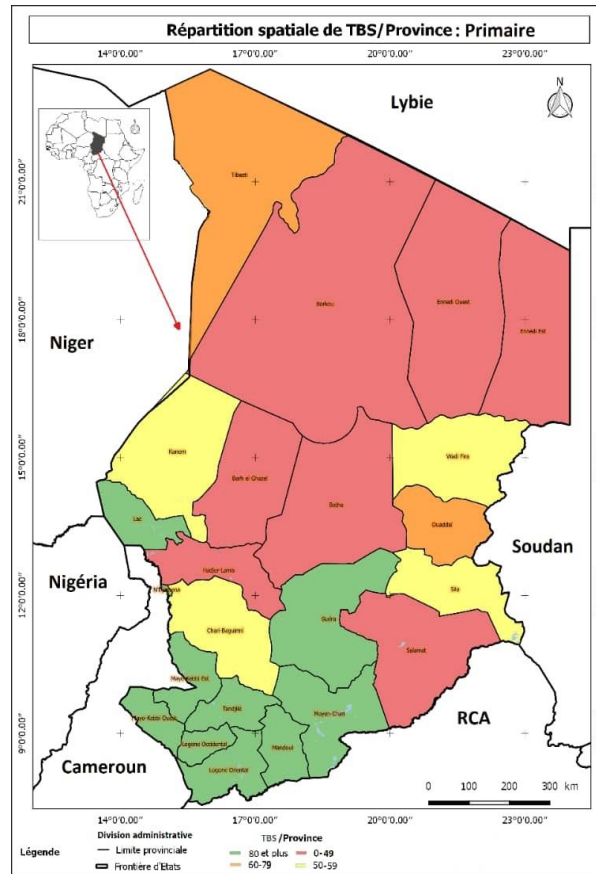 Répartition spatiale de TBS/Province : Primaire
14°0'0.00" 17°0'0.00" 20°0'0.00" 23°0'0.00"
N
Lybie
21°0'0.00"
Tibesti
18°0'0.00"
Borkou
Ennedi Ouest
Ennedi Est
Niger
Kanem
Wadi Fira
15°0'0.00"
Barh el Ghazel
Batha
Lac
Ouaddaï
Soudan
Hadjer-Lamis
Nigéria
12°0'0.00"
N'Djamena
Sila
Guéra
Chari-Baguirmi
Salamat
Mayo-Kebbi Est
RCA
Tandjilé
Mayo-Kebbi Ouest
Moyen-Chari
9°0'0.00"
Logone Occidental
Mandoul
Cameroun
Logone Oriental
0 100 200 300 km
14°0'0.00" 17°0'0.00" 20°0'0.00" 23°0'0.00"
Division administrative
Limite provinciale
Légende
Frontière d'Etats
TBS/Province
80 et plus 0-49
60-79 50-59